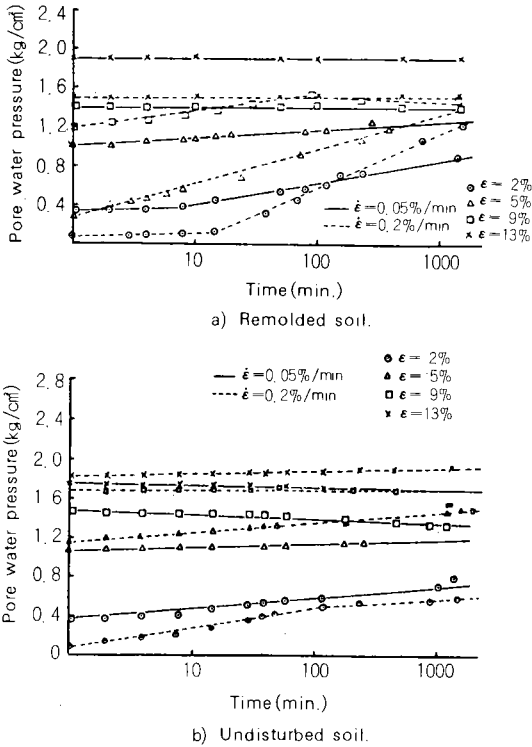 Pore water pressure (kg/cm²)
2.4
2.0
1.6
1.2
0.8
0.4
ε = 2%
ε = 5%
ε = 9%
ε = 13%
ε̇=0.05%/min
ε̇=0.2%/min
10
100
1000
Time (min.)
a) Remolded soil.
Pore water pressure (kg/cm²)
2.8
2.4
2.0
1.6
1.2
0.8
0.4
0
ε̇=0.05%/min
ε̇=0.2%/min
ε = 2%
ε = 5%
ε = 9%
ε = 13%
10
100
1000
Time (min.)
b) Undisturbed soil.